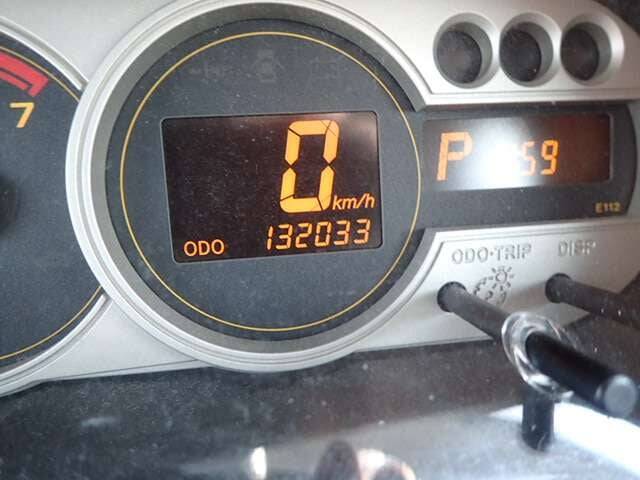 7
0 km/h
ODO 132033
P 59
E112
ODO·TRIP
DISP